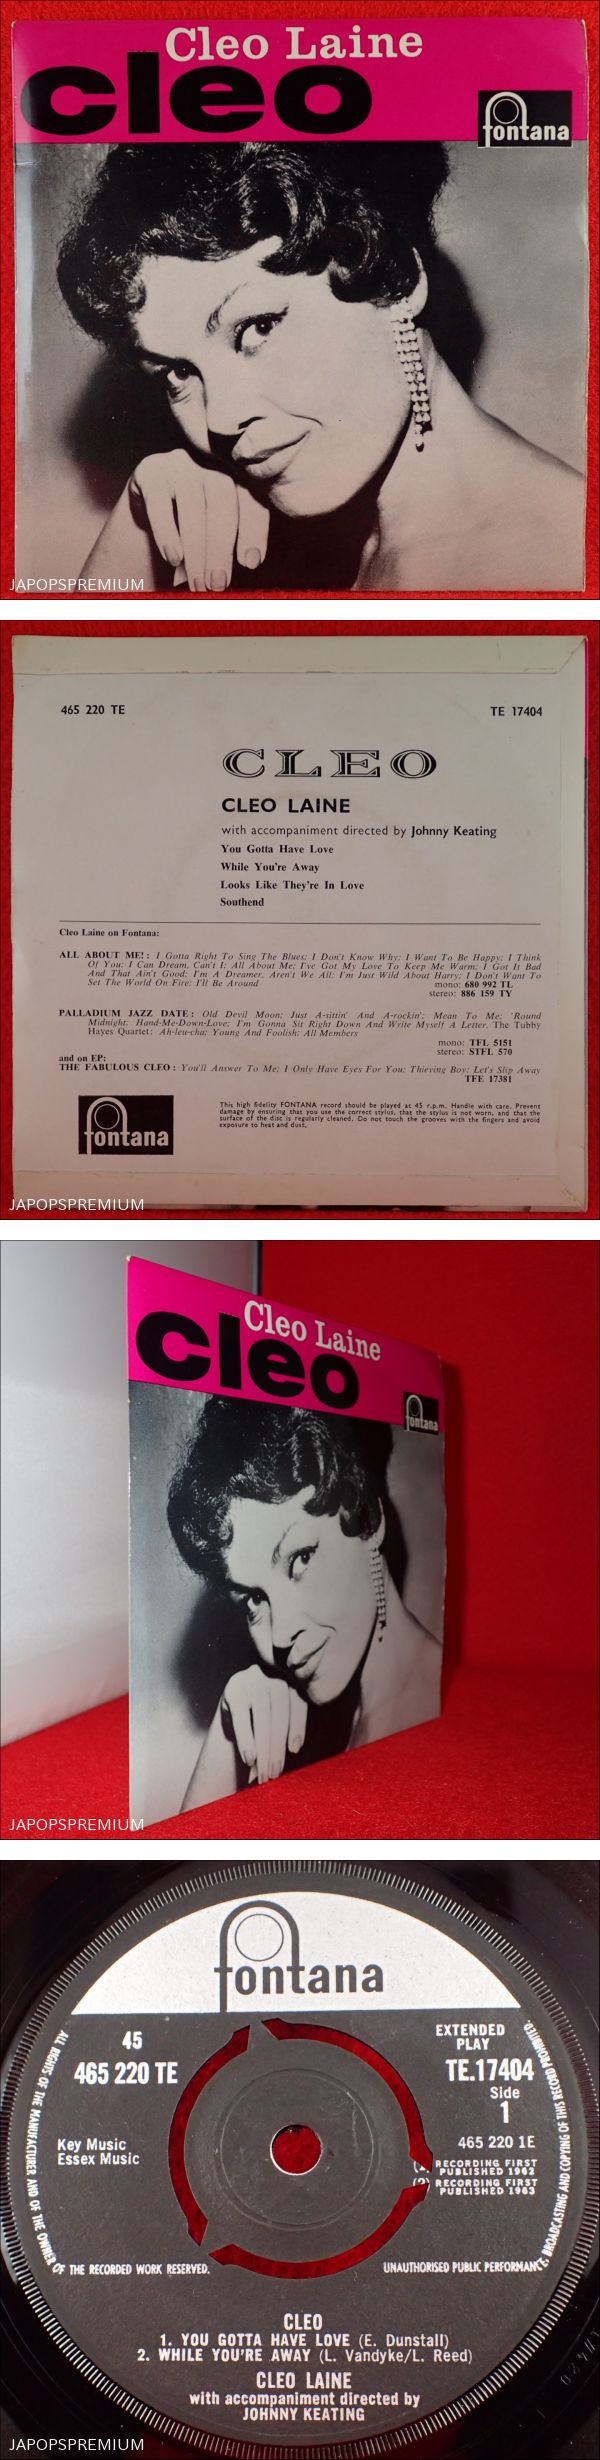 Cleo Laine
cleo
fontana
JAPOPSPREMIUM
465 220 TE
TE 17404
CLEO
CLEO LAINE
with accompaniment directed by Johnny Keating
You Gotta Have Love
While You're Away
Looks Like They're In Love
Southend
Cleo Laine on Fontana:
ALL ABOUT ME! : I Gotta Right To Sing The Blues; I Don't Know Why; I Want To Be Happy; I Think
Of You; I Can Dream, Can't I; All About Me; I've Got My Love To Keep Me Warm; I Got It Bad
And That Ain't Good; I'm A Dreamer, Aren't We All; I'm Just Wild About Harry; I Don't Want To
Set The World On Fire; I'll Be Around
mono: 680 992 TL
stereo: 886 159 TY
PALLADIUM JAZZ DATE : Old Devil Moon; Just A-sittin' And A-rockin'; Mean To Me; 'Round
Midnight; Hand-Me-Down-Love; I'm Gonna Sit Right Down And Write Myself A Letter, The Tubby
Hayes Quartet: Ah-leu-cha; Young And Foolish; All Members
mono: TFL 5151
stereo: STFL 570
and on EP:
THE FABULOUS CLEO : You'll Answer To Me; I Only Have Eyes For You; Thieving Boy; Let's Slip Away
TFE 17381
fontana
This high fidelity FONTANA record should be played at 45 r.p.m. Handle with care. Prevent
damage by ensuring that you use the correct stylus, that the stylus is not worn, and that the
surface of the disc is regularly cleaned. Do not touch the grooves with the fingers and avoid
exposure to heat and dust.
JAPOPSPREMIUM
Cleo Laine
cleo
fontana
JAPOPSPREMIUM
fontana
45
465 220 TE
EXTENDED
PLAY
TE.17404
Side
1
465 220 1E
Key Music
Essex Music
RECORDING FIRST
PUBLISHED 1962
(2) RECORDING FIRST
PUBLISHED 1963
ALL RIGHTS OF THE MANUFACTURER AND OF THE OWNER OF THE RECORDED WORK RESERVED.
UNAUTHORISED PUBLIC PERFORMANCE, BROADCASTING AND COPYING OF THIS RECORD PROHIBITED.
CLEO
1. YOU GOTTA HAVE LOVE (E. Dunstall)
2. WHILE YOU'RE AWAY (L. Vandyke/L. Reed)
CLEO LAINE
with accompaniment directed by
JOHNNY KEATING
JAPOPSPREMIUM